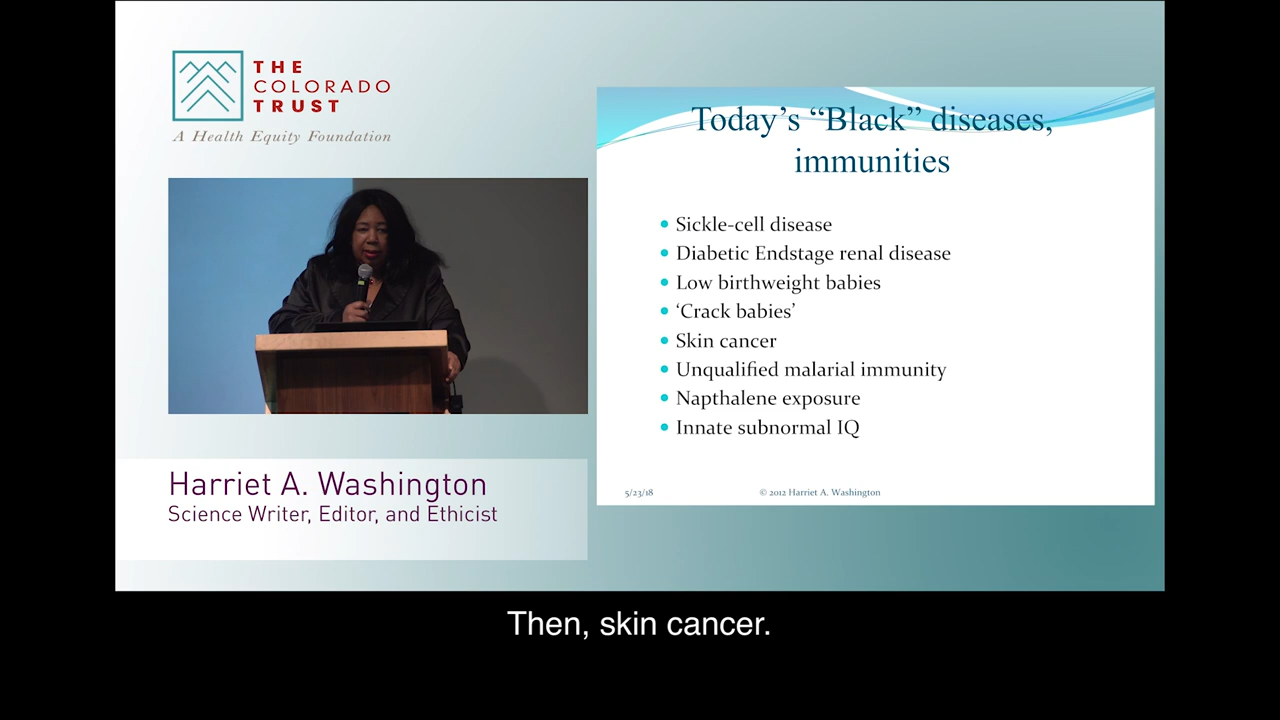 THE
COLORADO
TRUST
A Health Equity Foundation
Today's “Black” diseases,
immunities
• Sickle-cell disease
• Diabetic Endstage renal disease
• Low birthweight babies
• ‘Crack babies’
• Skin cancer
• Unqualified malarial immunity
• Napthalene exposure
• Innate subnormal IQ
5/23/18
© 2012 Harriet A. Washington
Harriet A. Washington
Science Writer, Editor, and Ethicist
Then, skin cancer.